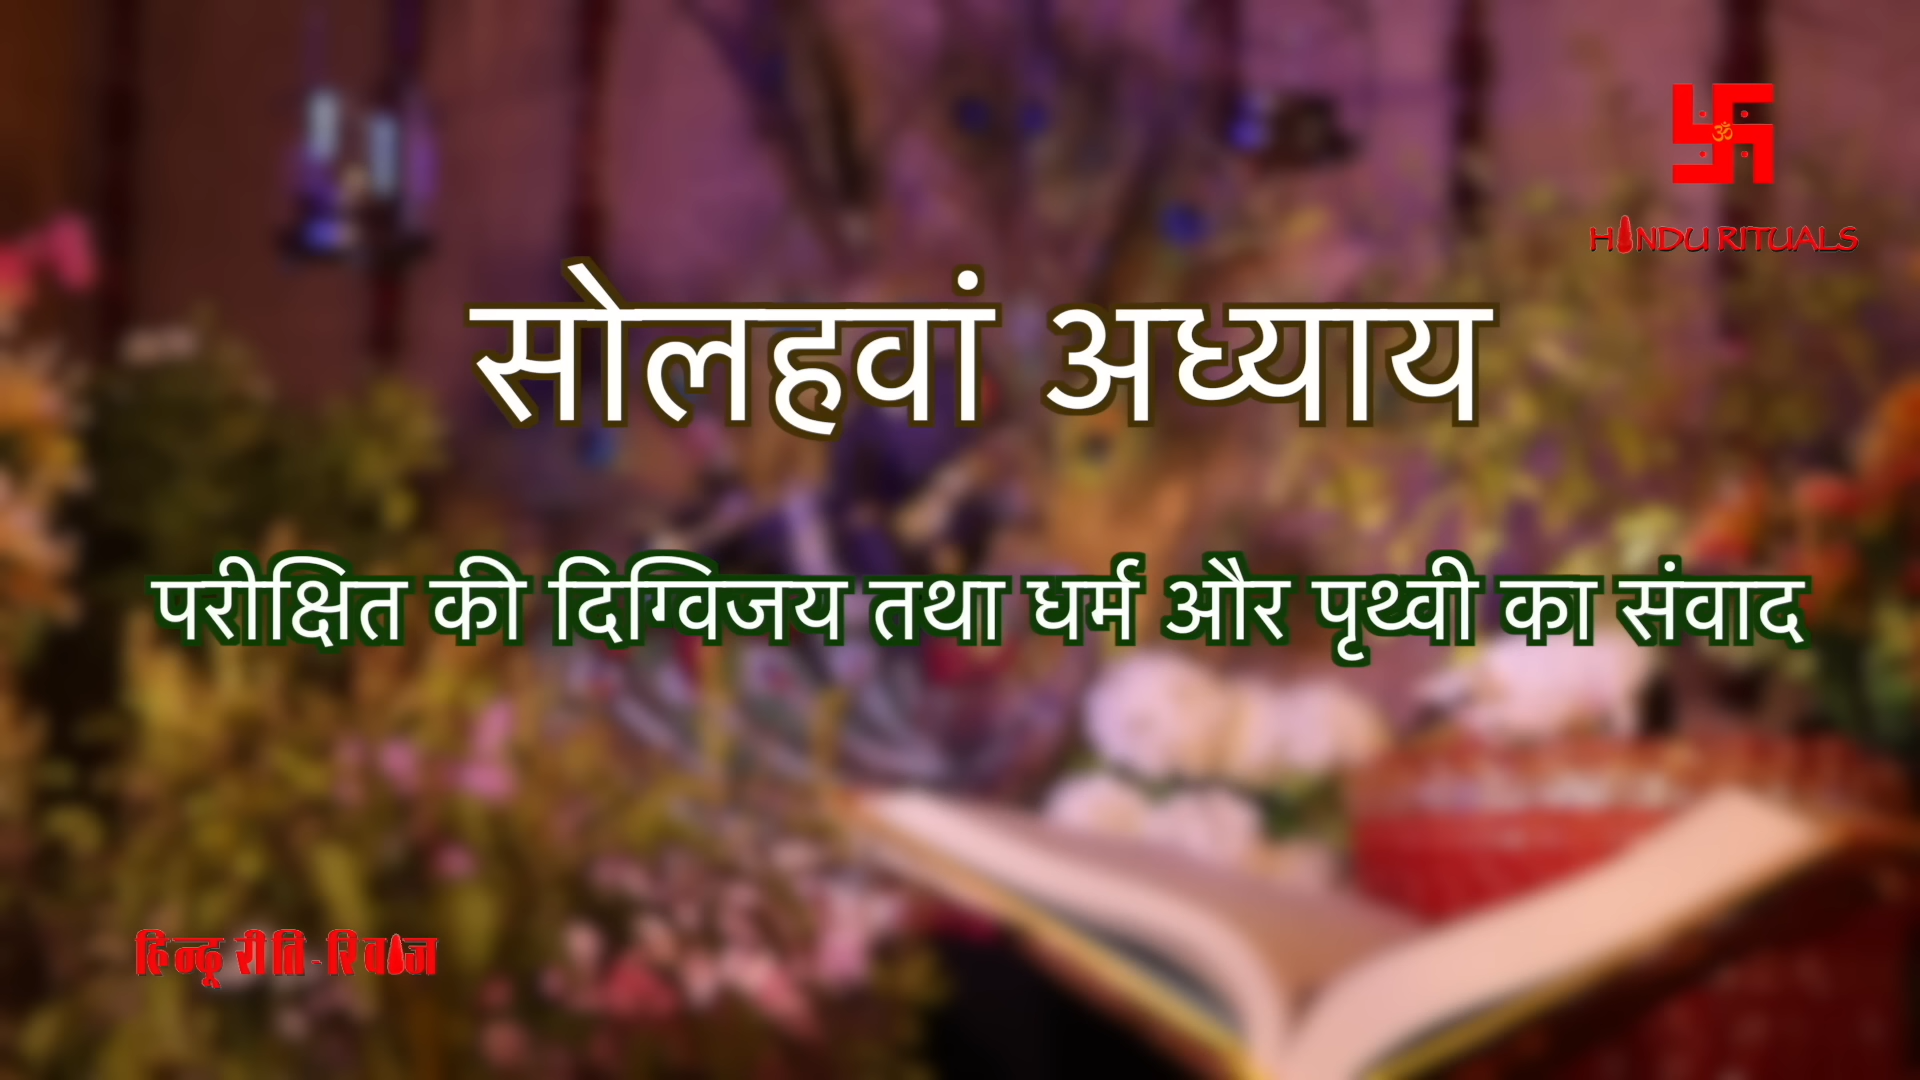 ॐ
HINDU RITUALS
सोलहवां अध्याय
परीक्षित की दिग्विजय तथा धर्म और पृथ्वी का संवाद
हिन्दू रीति-रिवाज